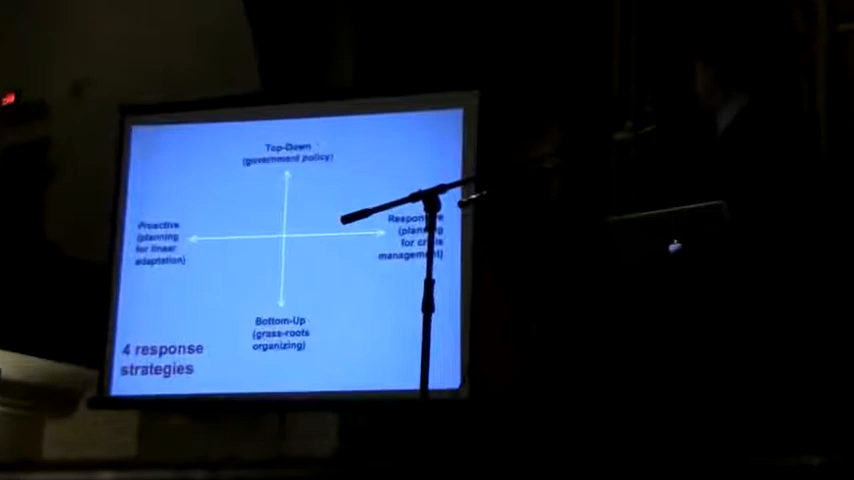 Top-Down
(government policy)
Proactive
(planning
for linear
adaptation)
(planning
for
management)
Bottom-Up
(grass-roots
organizing)
4 response
strategies